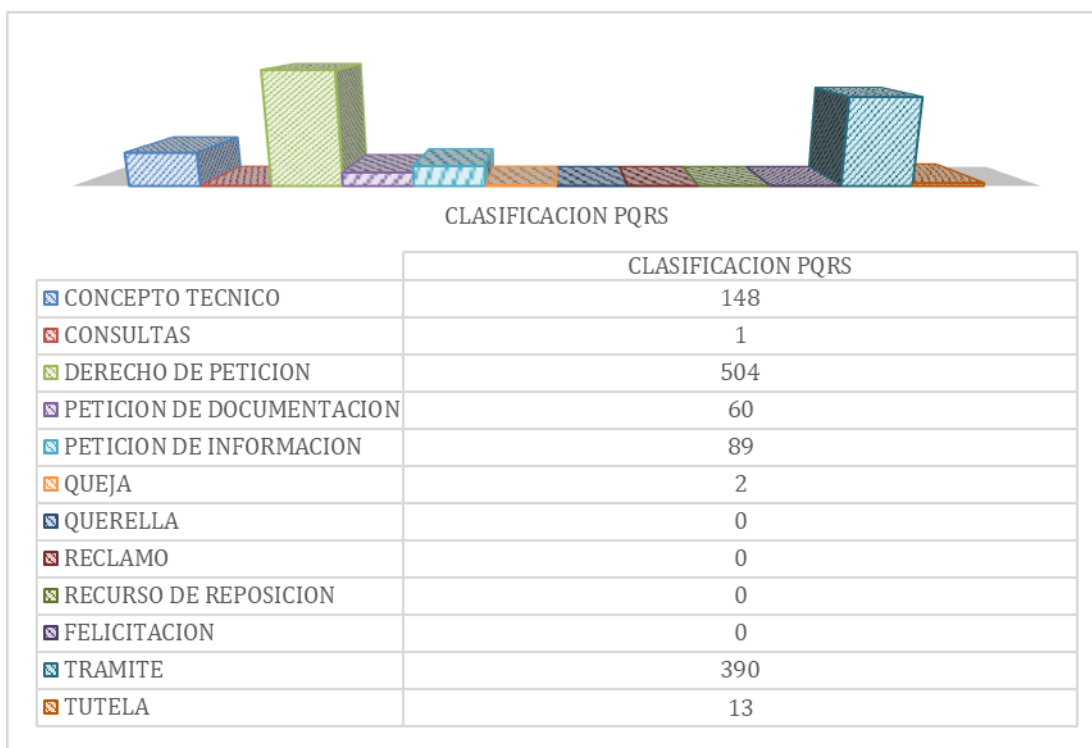 CLASIFICACION PQRS
CLASIFICACION PQRS
CONCEPTO TECNICO 148
CONSULTAS 1
DERECHO DE PETICION 504
PETICION DE DOCUMENTACION 60
PETICION DE INFORMACION 89
QUEJA 2
QUERELLA 0
RECLAMO 0
RECURSO DE REPOSICION 0
FELICITACION 0
TRAMITE 390
TUTELA 13